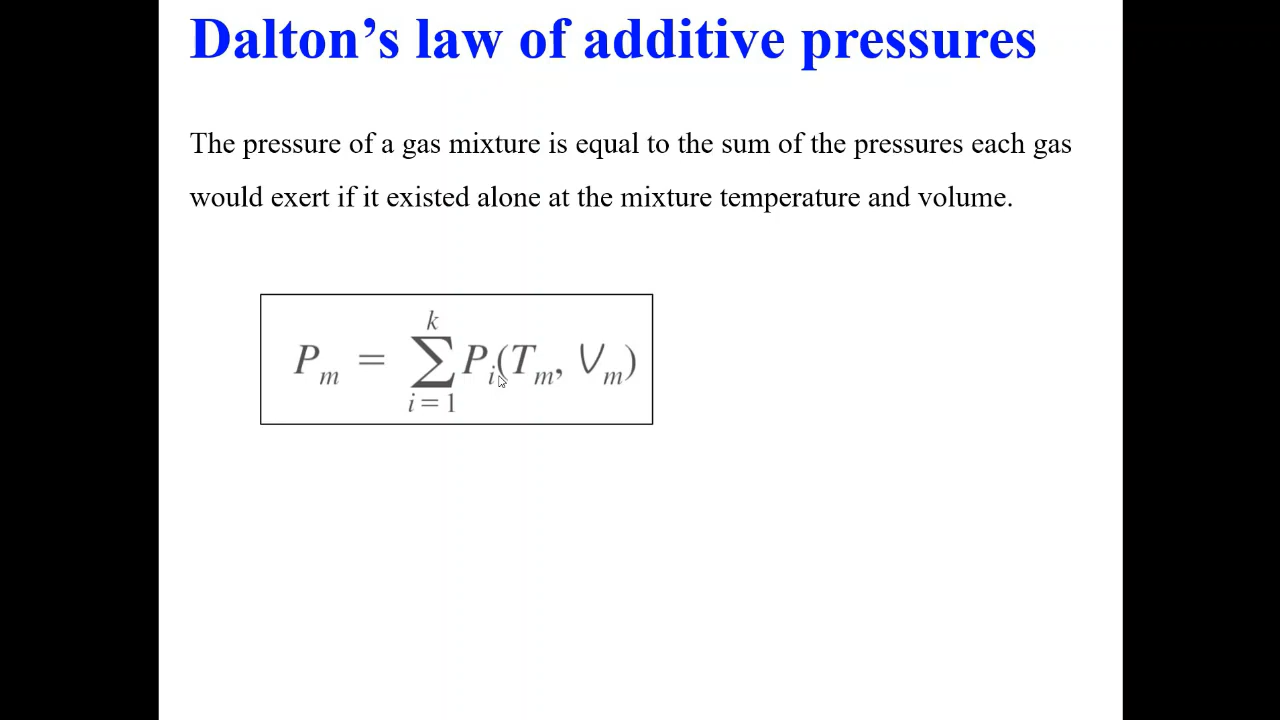 Dalton’s law of additive pressures
The pressure of a gas mixture is equal to the sum of the pressures each gas
would exert if it existed alone at the mixture temperature and volume.
k
P_m = ∑ P_i(T_m, V_m)
i = 1